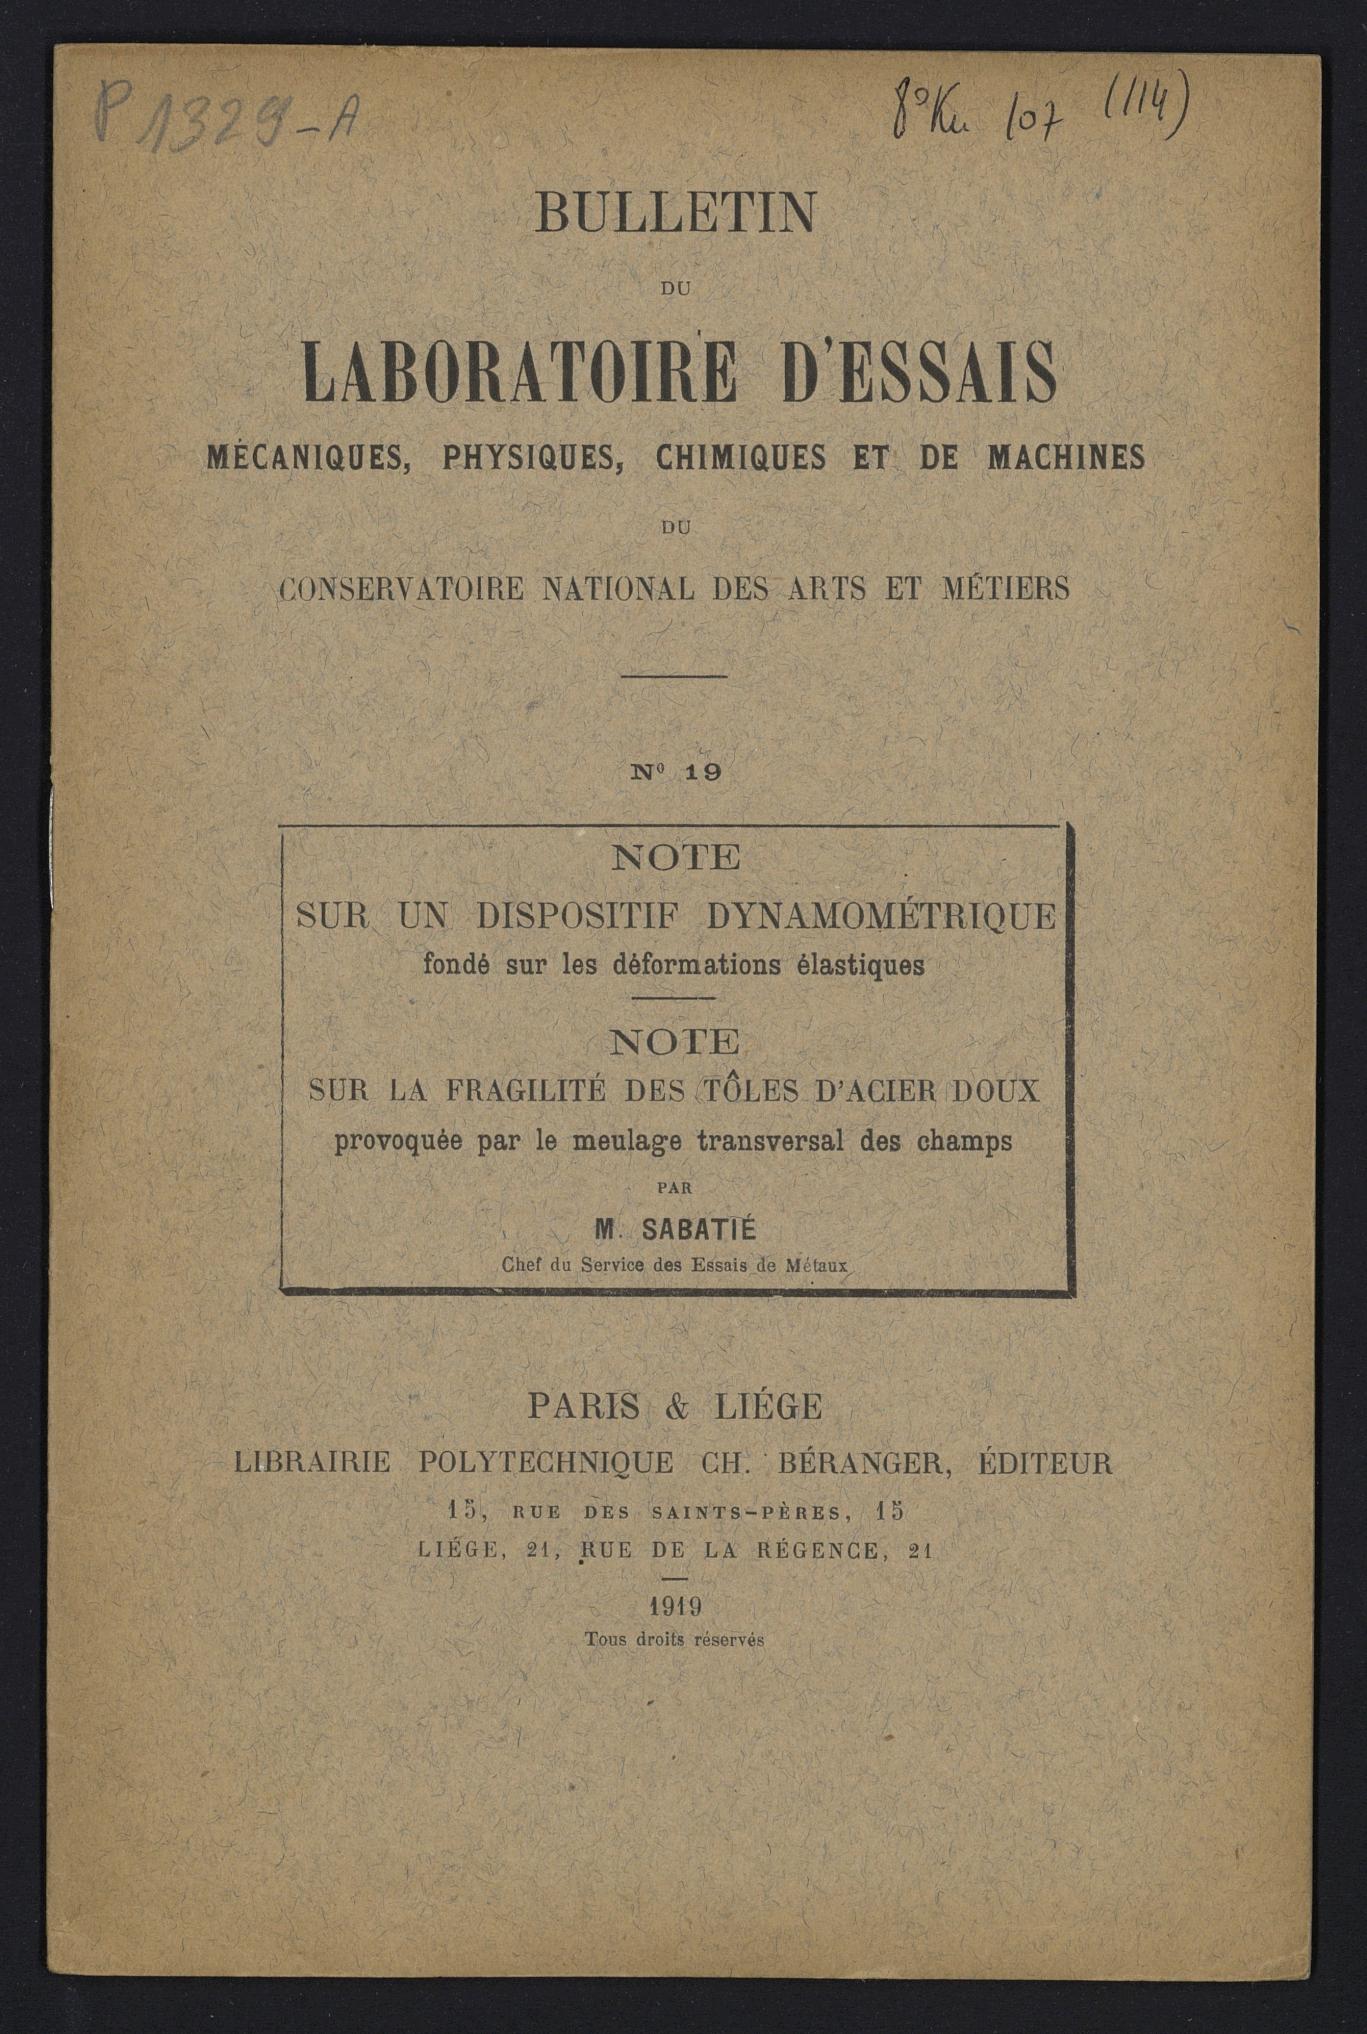 P 1329-A
8° Ku 107 (114)
BULLETIN
DU
LABORATOIRE D'ESSAIS
MÉCANIQUES, PHYSIQUES, CHIMIQUES ET DE MACHINES
DU
CONSERVATOIRE NATIONAL DES ARTS ET MÉTIERS
Nº 19
NOTE
SUR UN DISPOSITIF DYNAMOMÉTRIQUE
fondé sur les déformations élastiques
NOTE
SUR LA FRAGILITÉ DES TÔLES D'ACIER DOUX
provoquée par le meulage transversal des champs
PAR
M. SABATIÉ
Chef du Service des Essais de Métaux
PARIS & LIÉGE
LIBRAIRIE POLYTECHNIQUE CH. BÉRANGER, ÉDITEUR
15, RUE DES SAINTS-PÈRES, 15
LIÉGE, 21, RUE DE LA RÉGENCE, 21
1919
Tous droits réservés